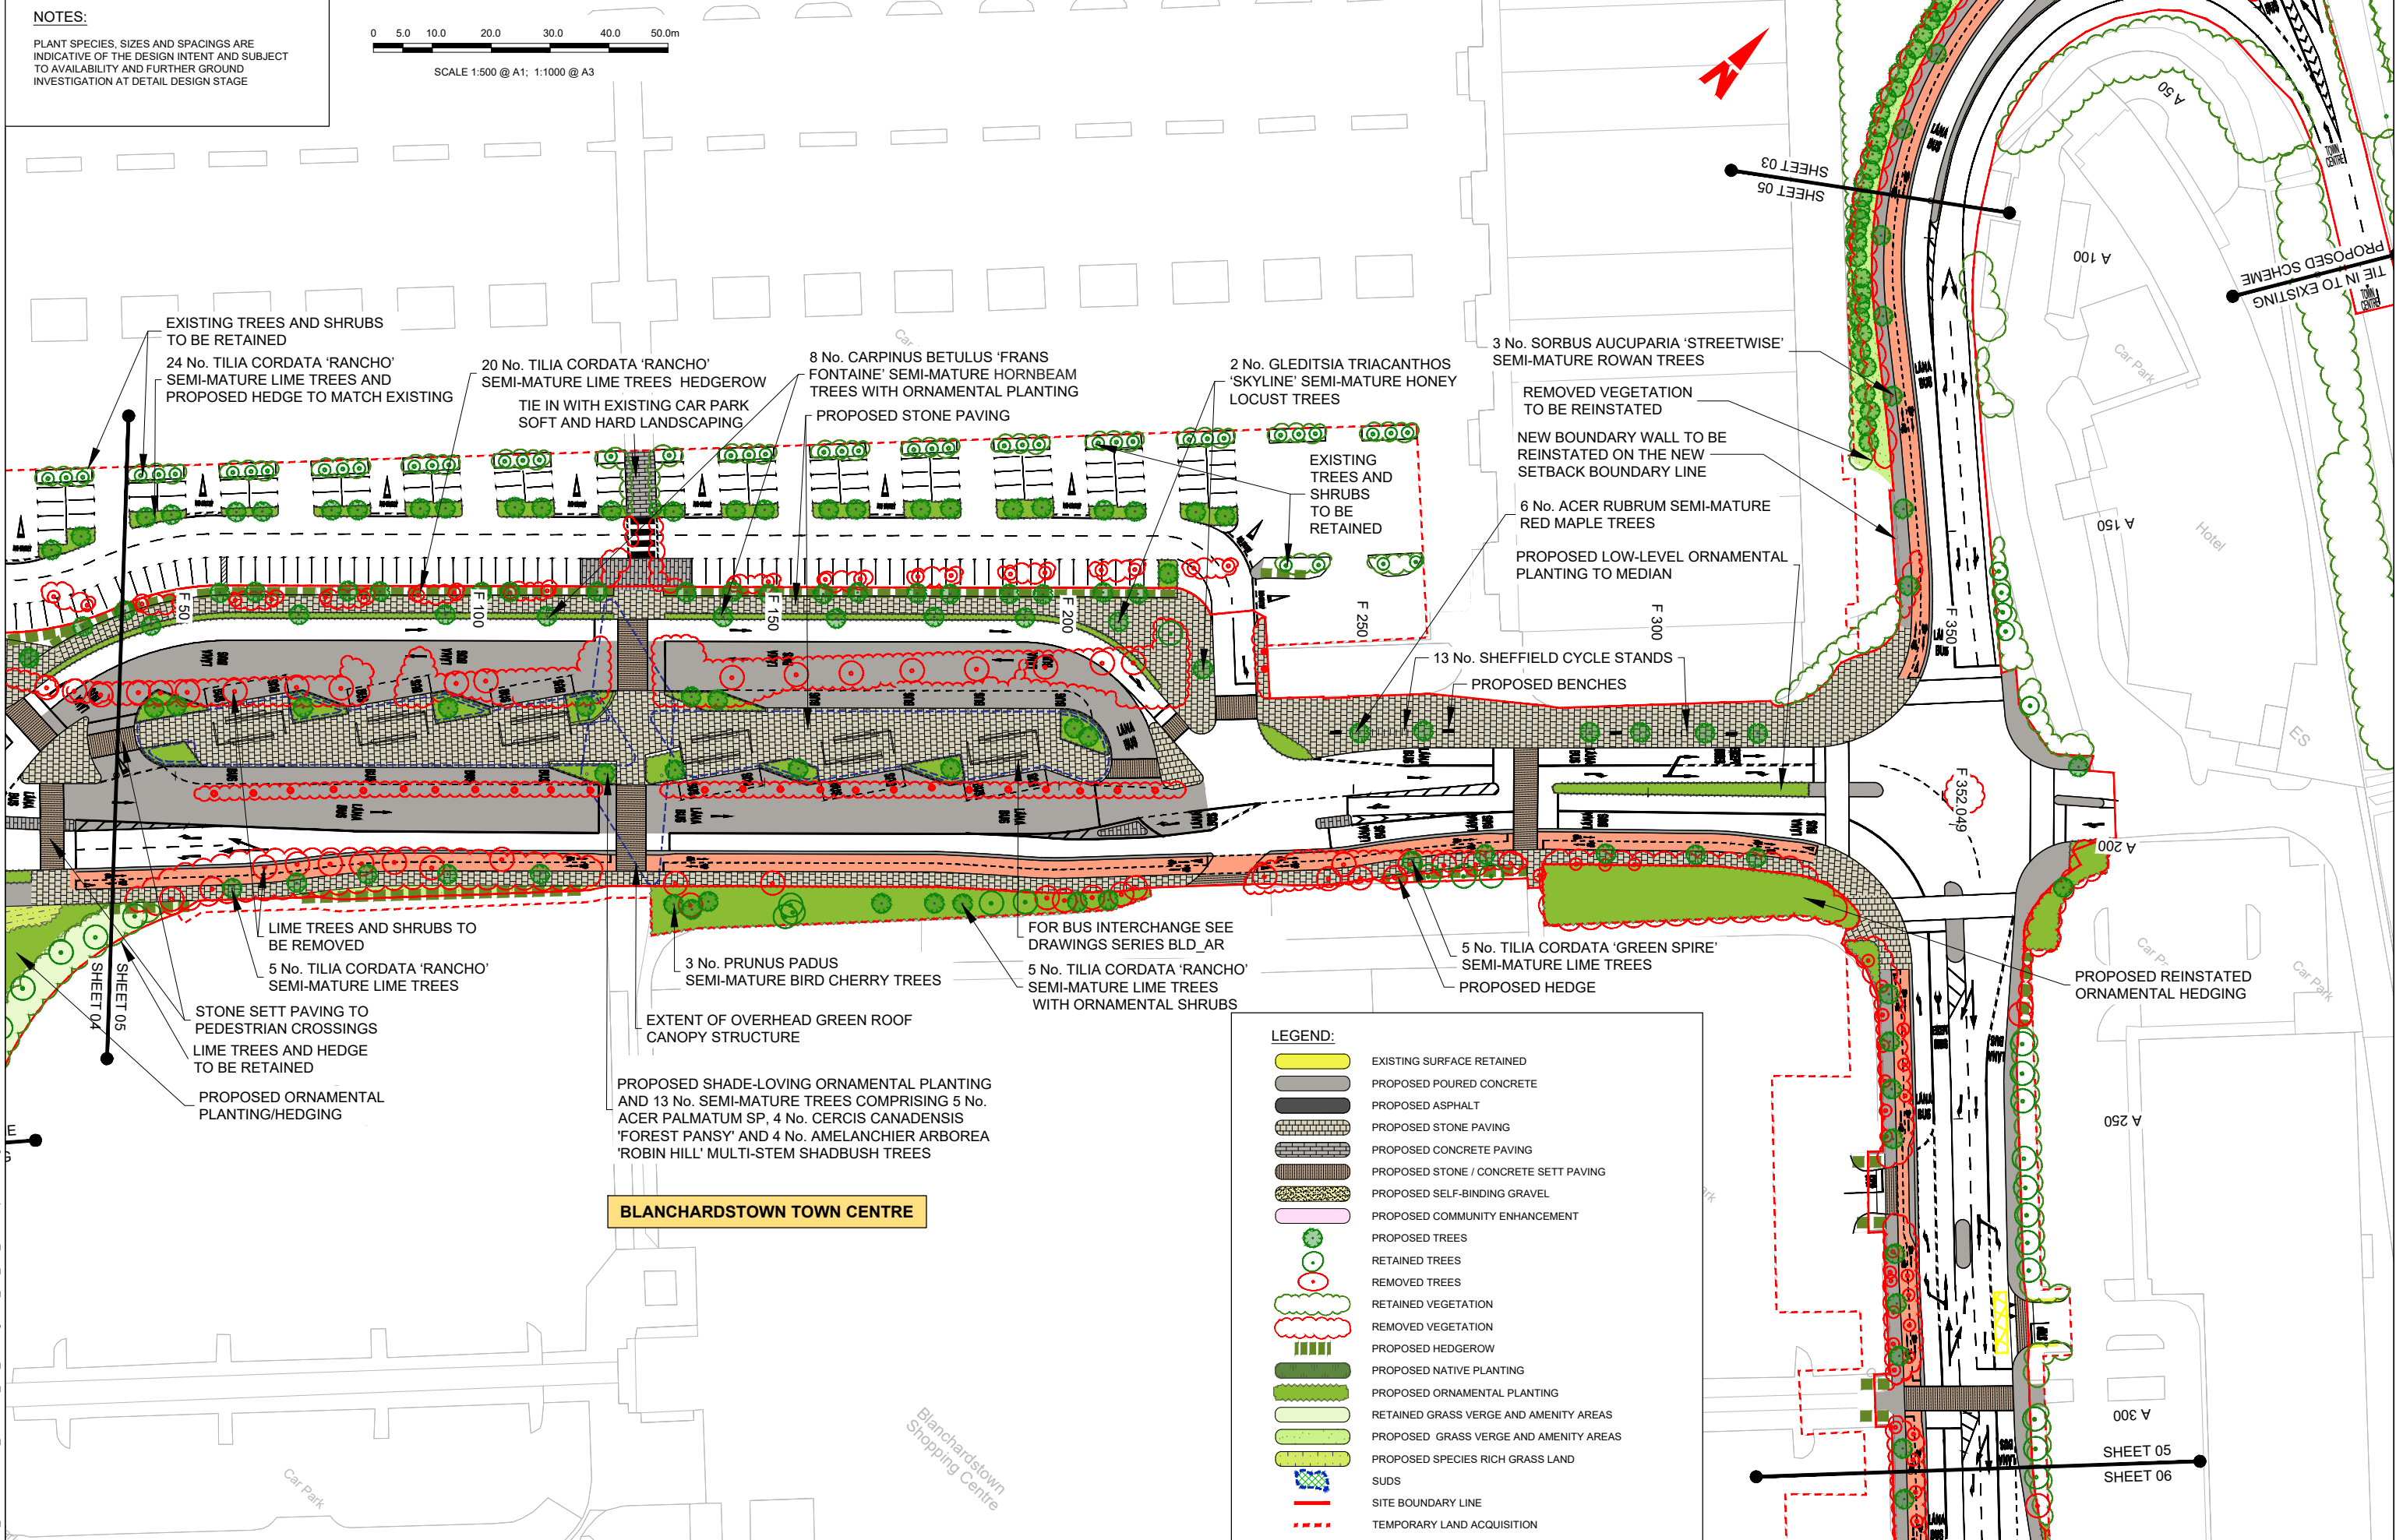 NOTES:
PLANT SPECIES, SIZES AND SPACINGS ARE
INDICATIVE OF THE DESIGN INTENT AND SUBJECT
TO AVAILABILITY AND FURTHER GROUND
INVESTIGATION AT DETAIL DESIGN STAGE
0 5.0 10.0 20.0 30.0 40.0 50.0m
SCALE 1:500 @ A1; 1:1000 @ A3
N
EXISTING TREES AND SHRUBS
TO BE RETAINED
24 No. TILIA CORDATA 'RANCHO'
SEMI-MATURE LIME TREES AND
PROPOSED HEDGE TO MATCH EXISTING
20 No. TILIA CORDATA 'RANCHO'
SEMI-MATURE LIME TREES HEDGEROW
TIE IN WITH EXISTING CAR PARK
SOFT AND HARD LANDSCAPING
8 No. CARPINUS BETULUS 'FRANS
FONTAINE' SEMI-MATURE HORNBEAM
TREES WITH ORNAMENTAL PLANTING
PROPOSED STONE PAVING
2 No. GLEDITSIA TRIACANTHOS
'SKYLINE' SEMI-MATURE HONEY
LOCUST TREES
EXISTING
TREES AND
SHRUBS
TO BE
RETAINED
3 No. SORBUS AUCUPARIA 'STREETWISE'
SEMI-MATURE ROWAN TREES
REMOVED VEGETATION
TO BE REINSTATED
NEW BOUNDARY WALL TO BE
REINSTATED ON THE NEW
SETBACK BOUNDARY LINE
6 No. ACER RUBRUM SEMI-MATURE
RED MAPLE TREES
PROPOSED LOW-LEVEL ORNAMENTAL
PLANTING TO MEDIAN
13 No. SHEFFIELD CYCLE STANDS
PROPOSED BENCHES
SHEET 03
SHEET 05
TIE IN TO EXISTING
PROPOSED SCHEME
TOWN
CENTRE
TOWN
CENTRE
A 50
A 100
A 150
A 200
A 250
A 300
F 50
F 100
F 150
F 200
F 250
F 300
F 350
F 352.049
Car Park
Hotel
ES
Car Park
LÁNA
BUS
LÁNA
BUS
LÁNA
BUS
LÁNA
BUS
LIME TREES AND SHRUBS TO
BE REMOVED
5 No. TILIA CORDATA 'RANCHO'
SEMI-MATURE LIME TREES
STONE SETT PAVING TO
PEDESTRIAN CROSSINGS
LIME TREES AND HEDGE
TO BE RETAINED
PROPOSED ORNAMENTAL
PLANTING/HEDGING
SHEET 04
SHEET 05
3 No. PRUNUS PADUS
SEMI-MATURE BIRD CHERRY TREES
EXTENT OF OVERHEAD GREEN ROOF
CANOPY STRUCTURE
PROPOSED SHADE-LOVING ORNAMENTAL PLANTING
AND 13 No. SEMI-MATURE TREES COMPRISING 5 No.
ACER PALMATUM SP, 4 No. CERCIS CANADENSIS
'FOREST PANSY' AND 4 No. AMELANCHIER ARBOREA
'ROBIN HILL' MULTI-STEM SHADBUSH TREES
FOR BUS INTERCHANGE SEE
DRAWINGS SERIES BLD_AR
5 No. TILIA CORDATA 'RANCHO'
SEMI-MATURE LIME TREES
WITH ORNAMENTAL SHRUBS
5 No. TILIA CORDATA 'GREEN SPIRE'
SEMI-MATURE LIME TREES
PROPOSED HEDGE
PROPOSED REINSTATED
ORNAMENTAL HEDGING
BLANCHARDSTOWN TOWN CENTRE
Blanchardstown
Shopping Centre
Car Park
SHEET 05
SHEET 06
LEGEND:
EXISTING SURFACE RETAINED
PROPOSED POURED CONCRETE
PROPOSED ASPHALT
PROPOSED STONE PAVING
PROPOSED CONCRETE PAVING
PROPOSED STONE / CONCRETE SETT PAVING
PROPOSED SELF-BINDING GRAVEL
PROPOSED COMMUNITY ENHANCEMENT
PROPOSED TREES
RETAINED TREES
REMOVED TREES
RETAINED VEGETATION
REMOVED VEGETATION
PROPOSED HEDGEROW
PROPOSED NATIVE PLANTING
PROPOSED ORNAMENTAL PLANTING
RETAINED GRASS VERGE AND AMENITY AREAS
PROPOSED GRASS VERGE AND AMENITY AREAS
PROPOSED SPECIES RICH GRASS LAND
SUDS
SITE BOUNDARY LINE
TEMPORARY LAND ACQUISITION